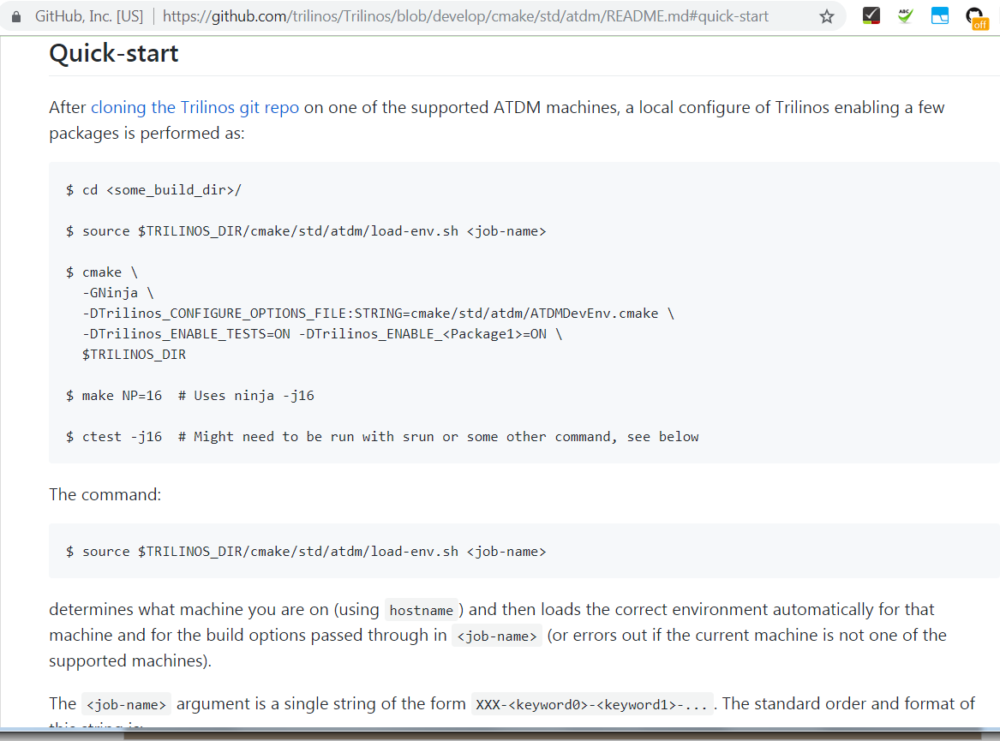 GitHub, Inc. [US] | https://github.com/trilinos/Trilinos/blob/develop/cmake/std/atdm/README.md#quick-start
ABC
off
Quick-start
After cloning the Trilinos git repo on one of the supported ATDM machines, a local configure of Trilinos enabling a few
packages is performed as:
$ cd <some_build_dir>/
$ source $TRILINOS_DIR/cmake/std/atdm/load-env.sh <job-name>
$ cmake \
-GNinja \
-DTrilinos_CONFIGURE_OPTIONS_FILE:STRING=cmake/std/atdm/ATDMDevEnv.cmake \
-DTrilinos_ENABLE_TESTS=ON -DTrilinos_ENABLE_<Package1>=ON \
$TRILINOS_DIR
$ make NP=16  # Uses ninja -j16
$ ctest -j16  # Might need to be run with srun or some other command, see below
The command:
$ source $TRILINOS_DIR/cmake/std/atdm/load-env.sh <job-name>
determines what machine you are on (using hostname ) and then loads the correct environment automatically for that
machine and for the build options passed through in <job-name> (or errors out if the current machine is not one of the
supported machines).
The <job-name> argument is a single string of the form XXX-<keyword0>-<keyword1>-... . The standard order and format of
this string is: